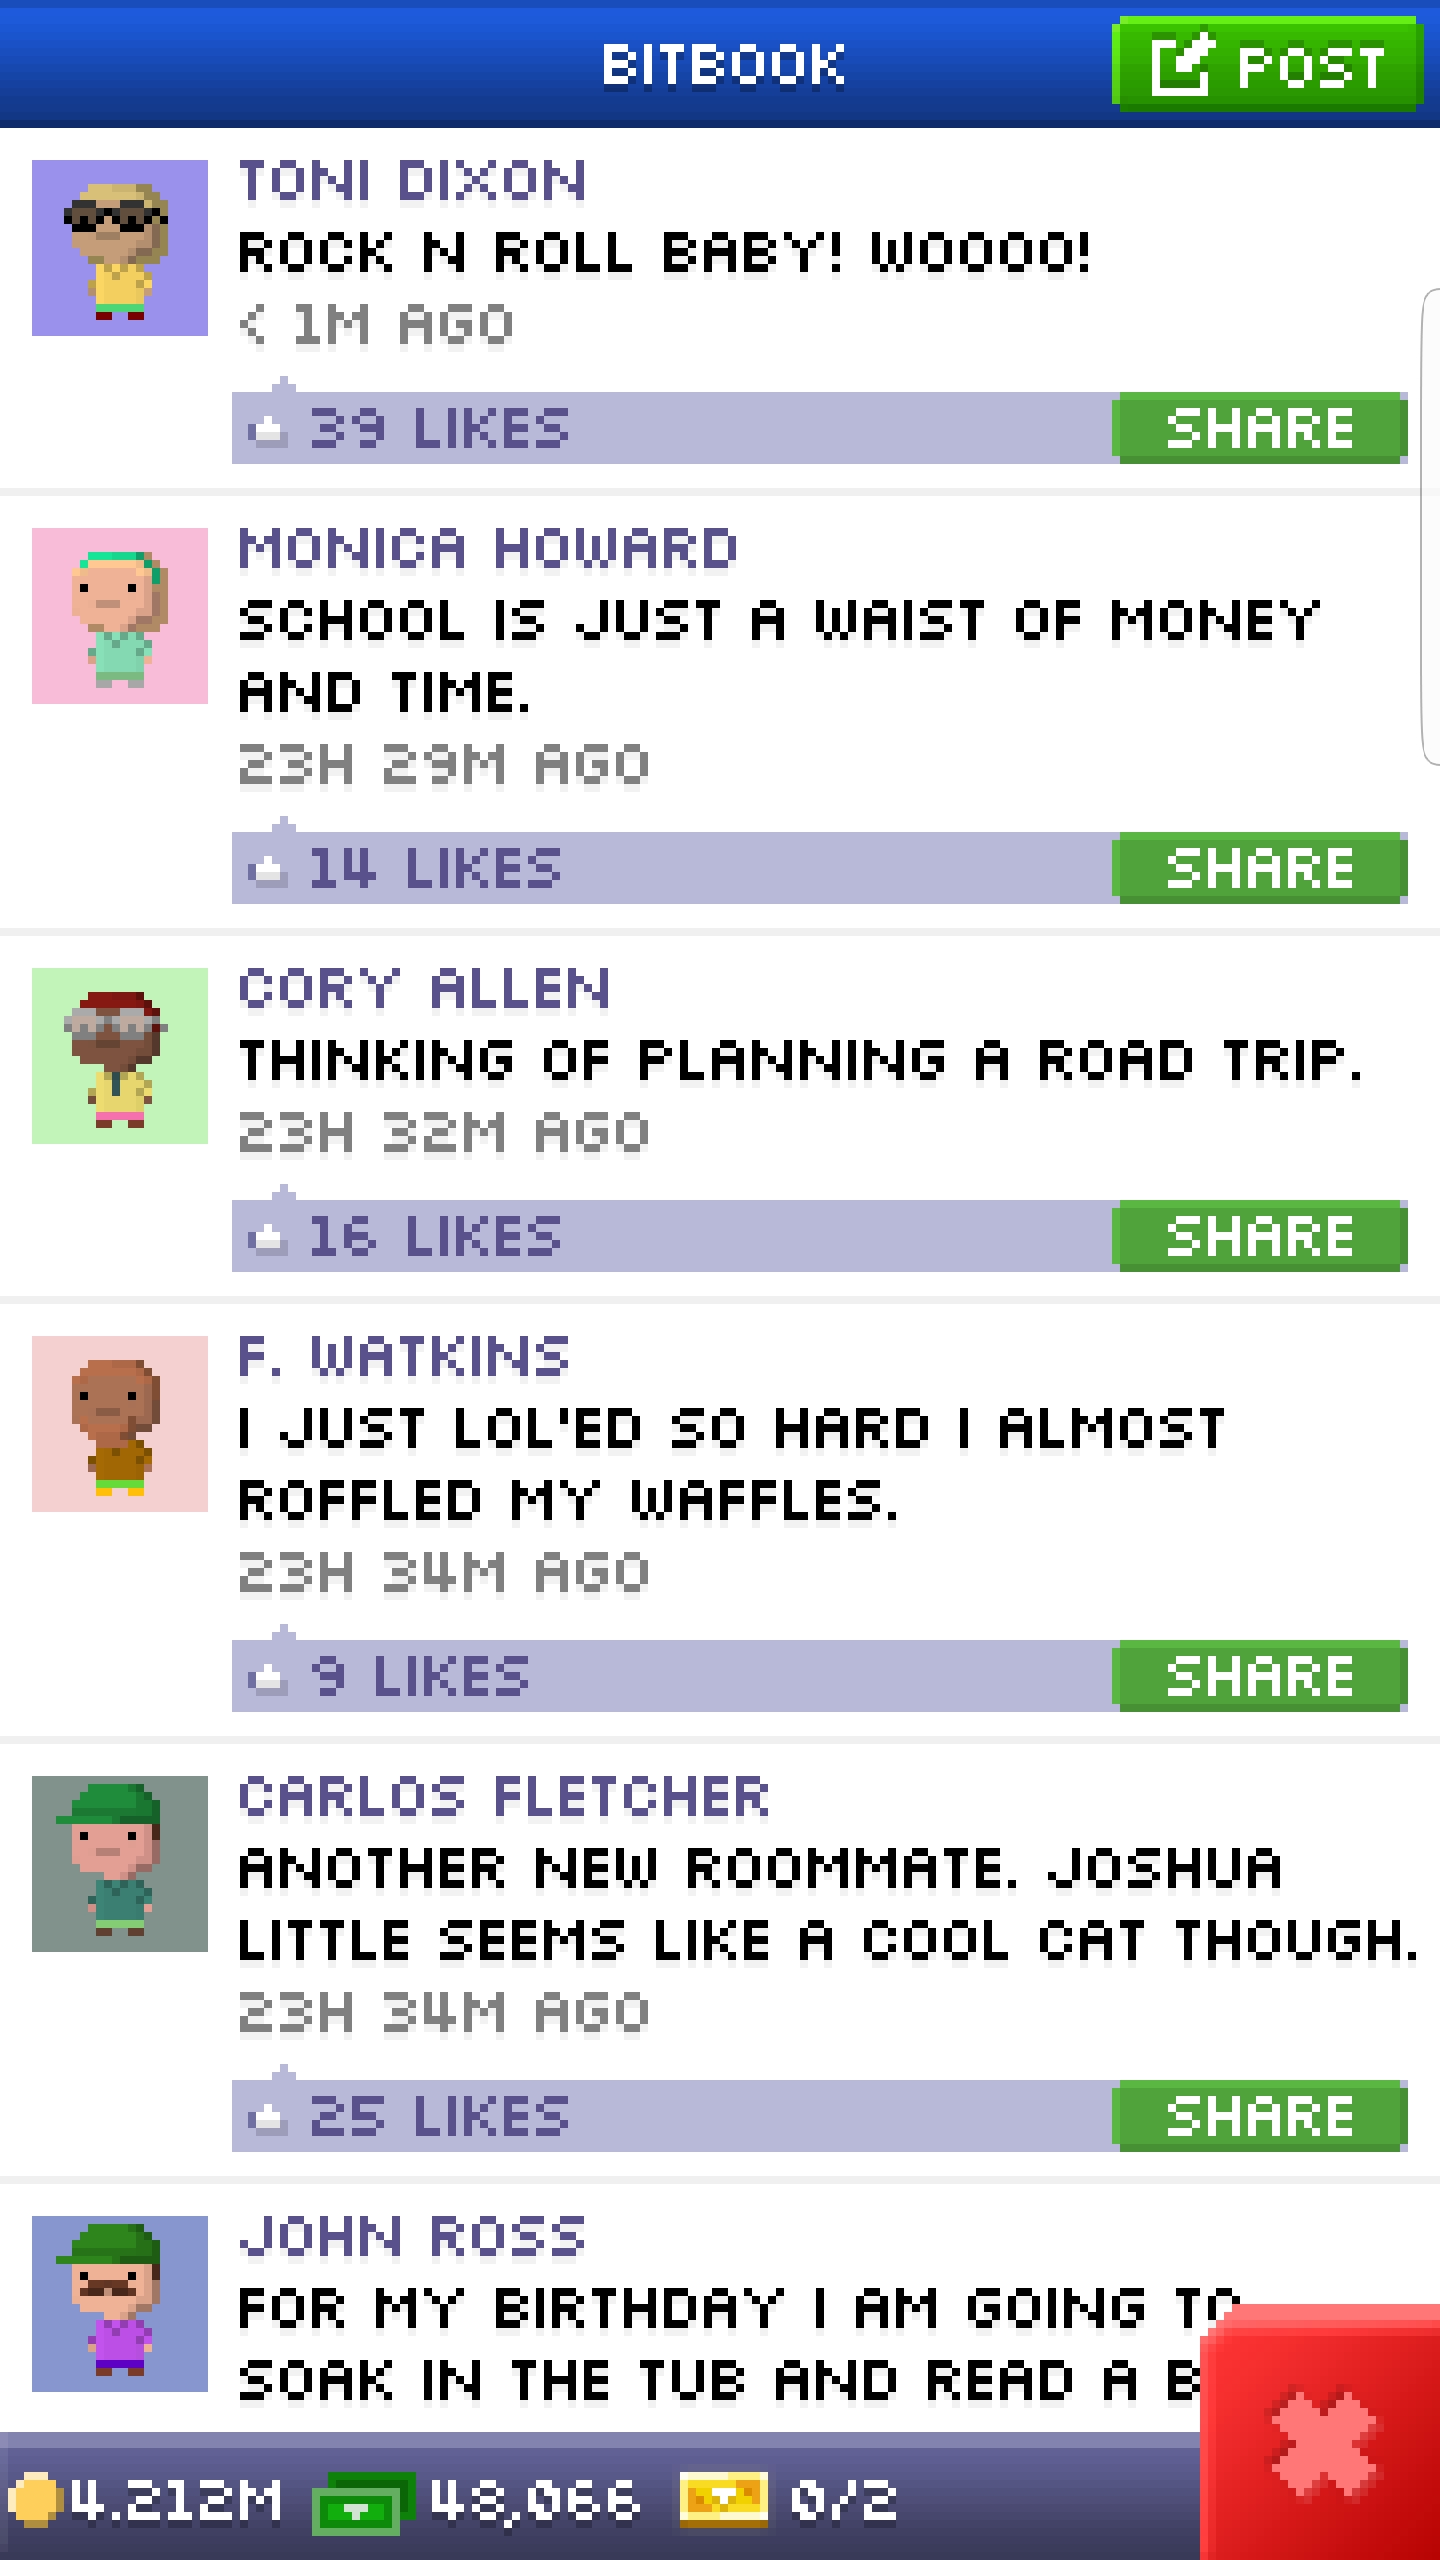 BITBOOK
POST
TONI DIXON
ROCK N ROLL BABY! WOOOO!
< 1M AGO
39 LIKES
SHARE
MONICA HOWARD
SCHOOL IS JUST A WAIST OF MONEY
AND TIME.
23H 29M AGO
14 LIKES
SHARE
CORY ALLEN
THINKING OF PLANNING A ROAD TRIP.
23H 32M AGO
16 LIKES
SHARE
F. WATKINS
I JUST LOL'ED SO HARD I ALMOST
ROFFLED MY WAFFLES.
23H 34M AGO
9 LIKES
SHARE
CARLOS FLETCHER
ANOTHER NEW ROOMMATE. JOSHUA
LITTLE SEEMS LIKE A COOL CAT THOUGH.
23H 34M AGO
25 LIKES
SHARE
JOHN ROSS
FOR MY BIRTHDAY I AM GOING TO
SOAK IN THE TUB AND READ A
4.212M
48,066
0/2